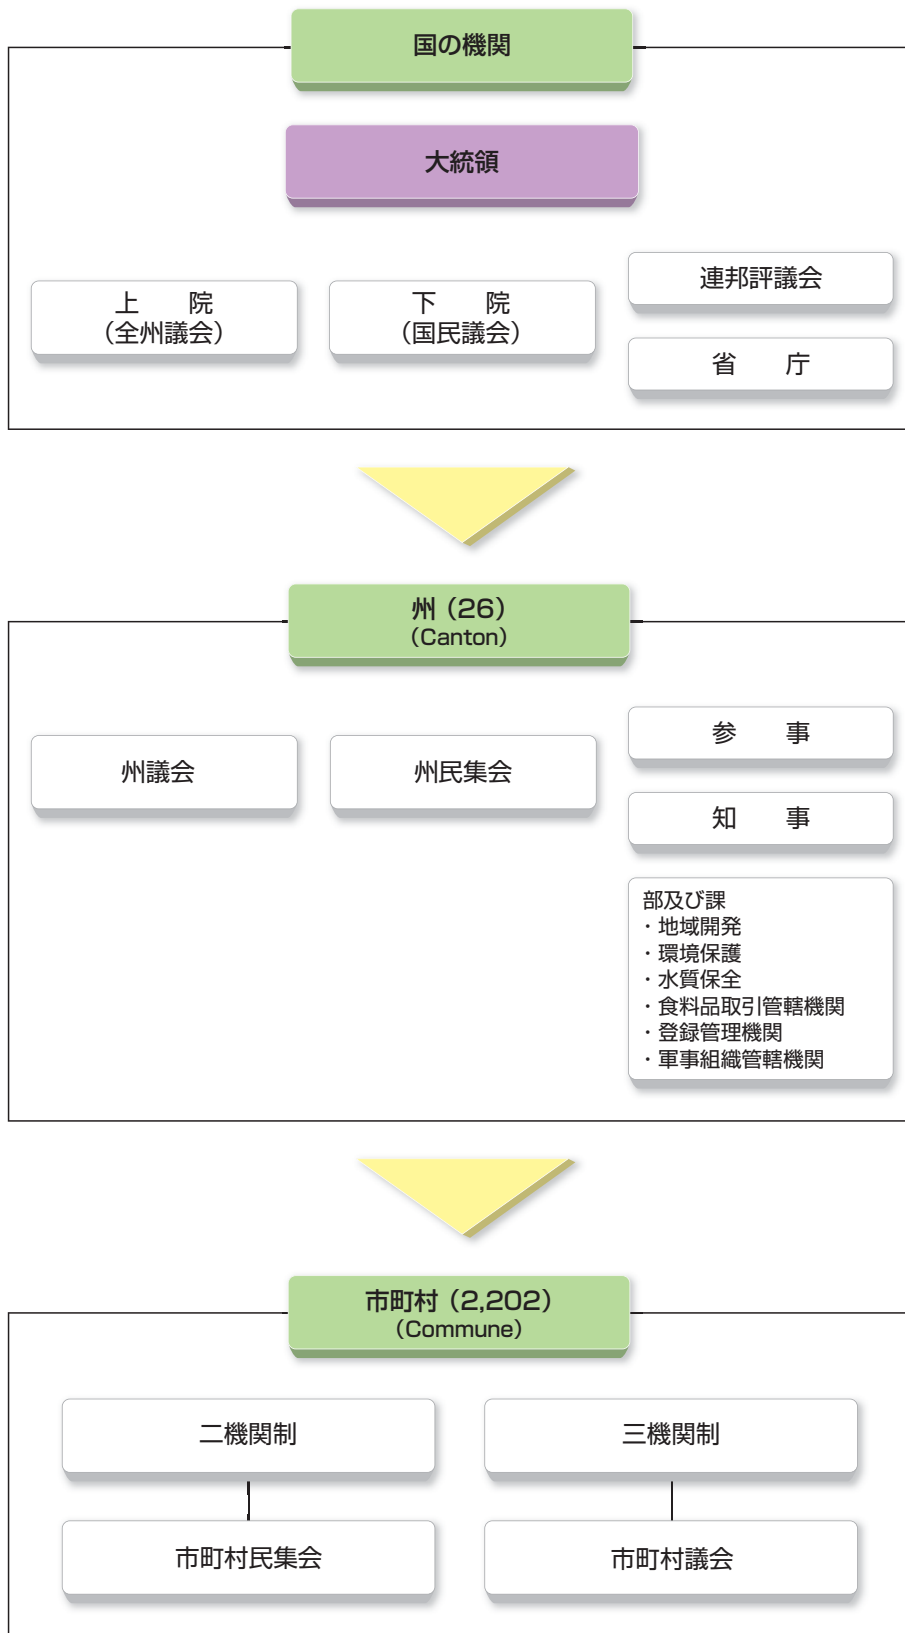 国の機関
大統領
上　　院
（全州議会）
下　　院
（国民議会）
連邦評議会
省　　庁
州（26）
（Canton）
州議会
州民集会
参　　事
知　　事
部及び課
・地域開発
・環境保護
・水質保全
・食料品取引管轄機関
・登録管理機関
・軍事組織管轄機関
市町村（2,202）
（Commune）
二機関制
三機関制
市町村民集会
市町村議会